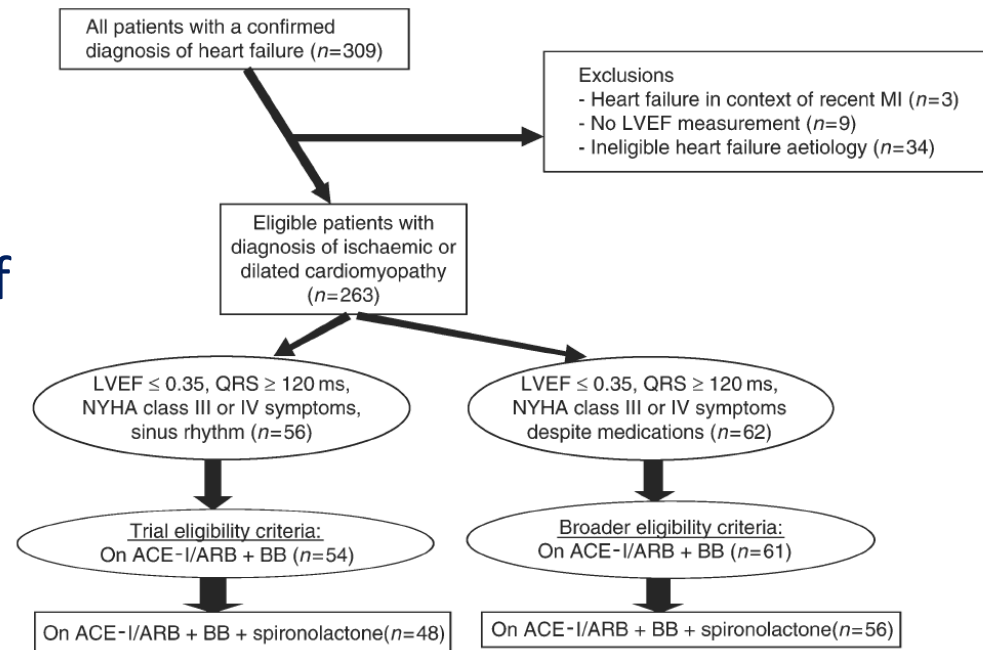 All patients with a confirmed
diagnosis of heart failure (n=309)
Exclusions
- Heart failure in context of recent MI (n=3)
- No LVEF measurement (n=9)
- Ineligible heart failure aetiology (n=34)
Eligible patients with
diagnosis of ischaemic or
dilated cardiomyopathy
(n=263)
f
LVEF ≤ 0.35, QRS ≥ 120 ms,
NYHA class III or IV symptoms,
sinus rhythm (n=56)
LVEF ≤ 0.35, QRS ≥ 120 ms,
NYHA class III or IV symptoms
despite medications (n=62)
Trial eligibility criteria:
On ACE-I/ARB + BB (n=54)
Broader eligibility criteria:
On ACE-I/ARB + BB (n=61)
On ACE-I/ARB + BB + spironolactone(n=48)
On ACE-I/ARB + BB + spironolactone(n=56)